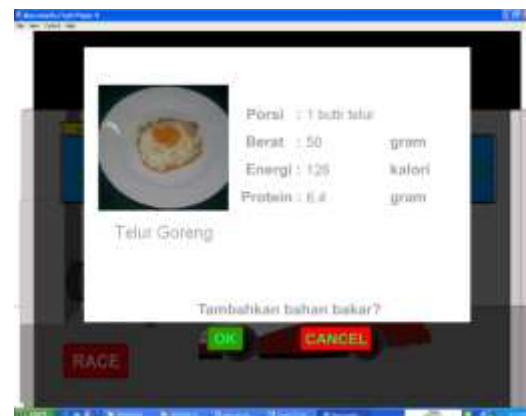 Porsi : 1 butir telur
Berat : 50 gram
Energi : 126 kalori
Protein : 6.4 gram
Telur Goreng
Tambahkan bahan bakar?
OK CANCEL
RACE